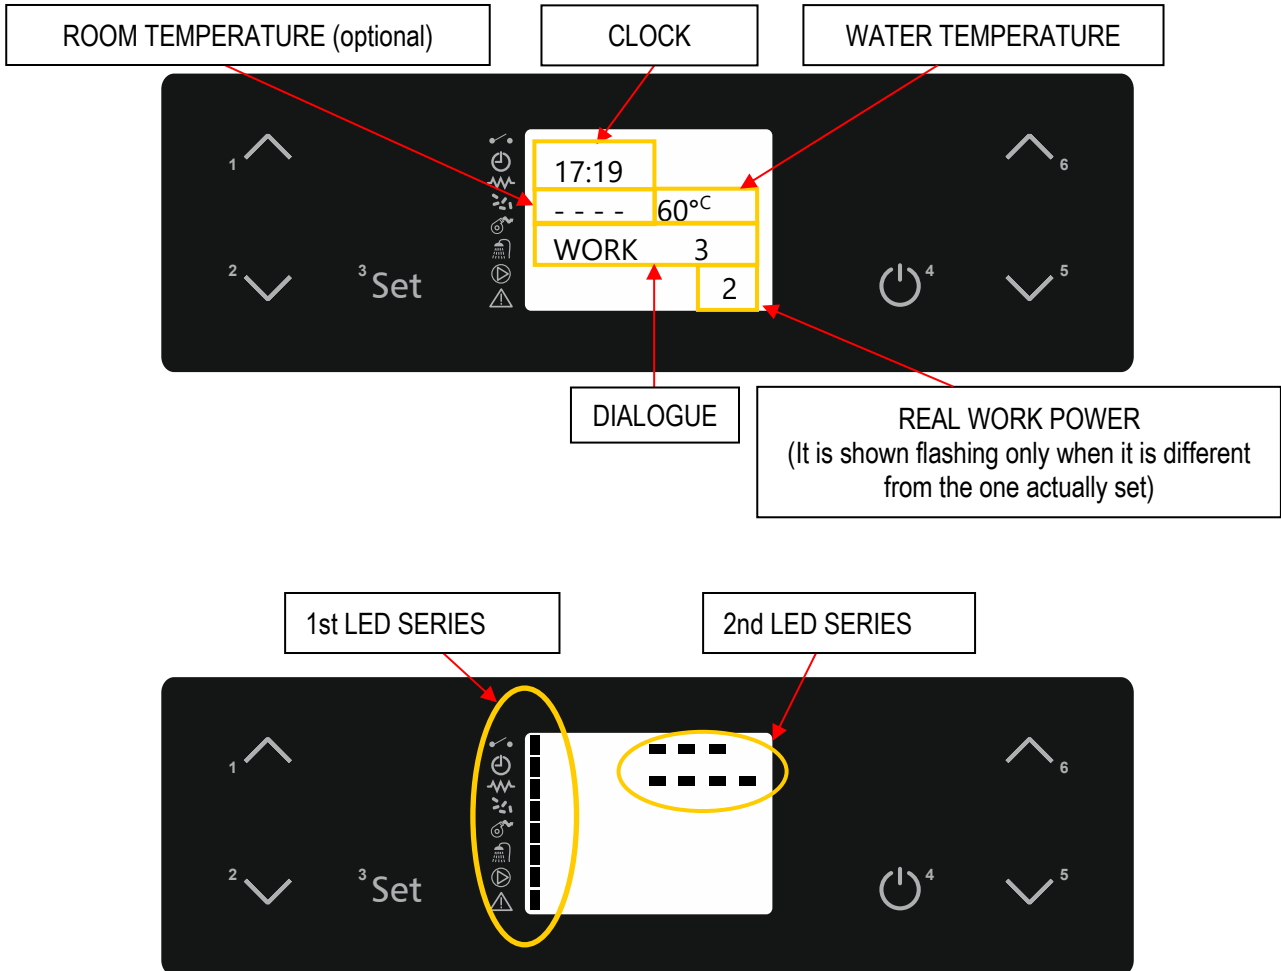 ROOM TEMPERATURE (optional)
CLOCK
WATER TEMPERATURE
1
6
17:19
- - - - 60°C
WORK 3
2
2
3 Set
4
5
DIALOGUE
REAL WORK POWER
(It is shown flashing only when it is different
from the one actually set)
1st LED SERIES
2nd LED SERIES
1
6
2
3 Set
4
5